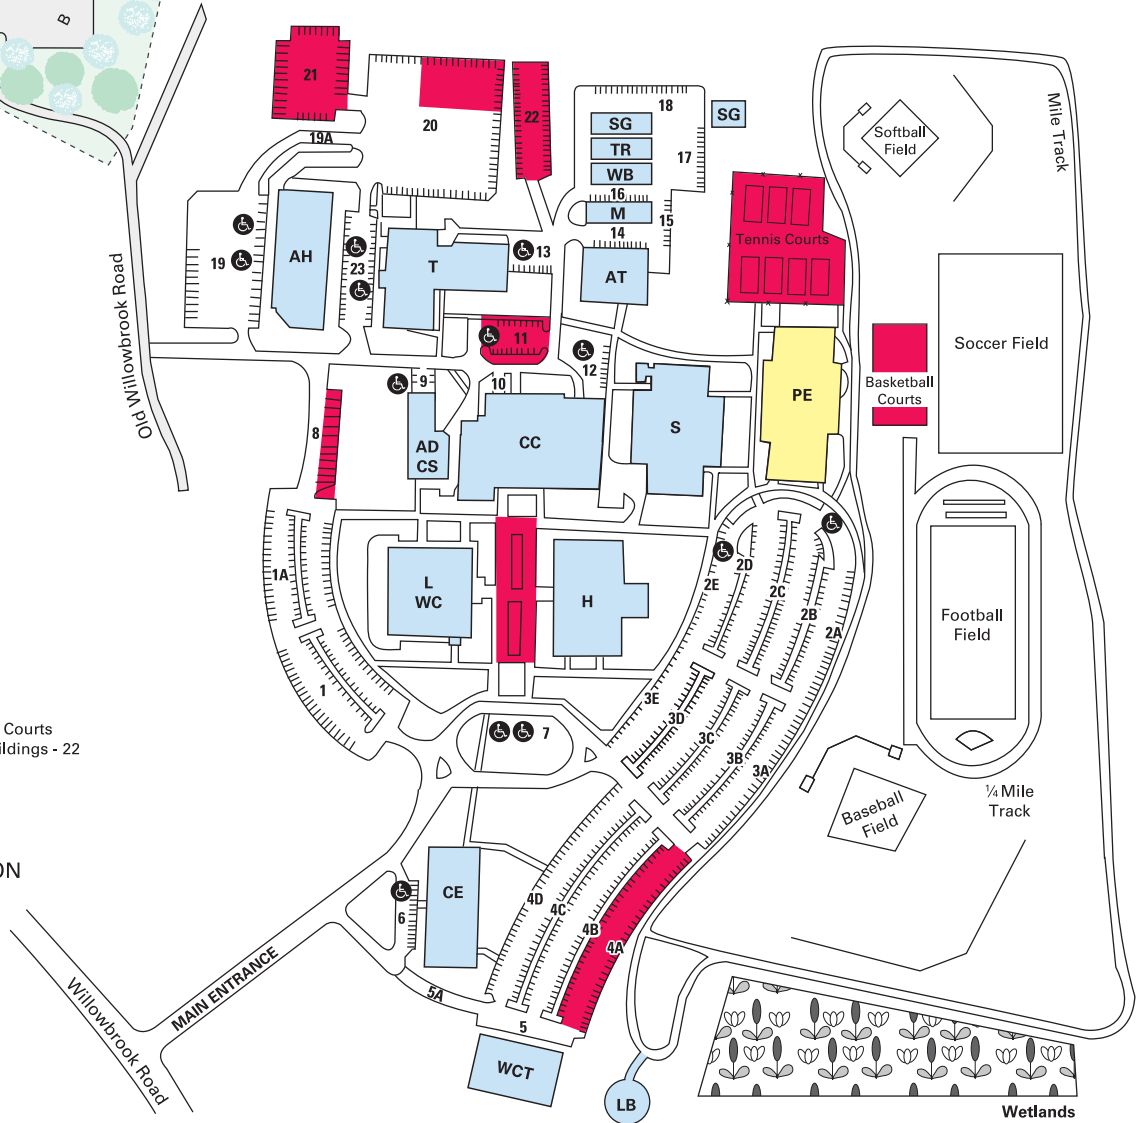 B
21
20
22
19A
18
SG
SG
TR
WB
17
16
M
15
14
AT
Softball
Field
Mile Track
Tennis Courts
19
AH
23
T
13
Old Willowbrook Road
11
12
10
9
8
AD
CS
CC
S
PE
Basketball
Courts
Soccer Field
1A
L
WC
H
2E
2D
2C
2B
2A
Football
Field
1
3E
3D
3C
3B
3A
7
Courts
ildings - 22
¼ Mile
Track
Baseball
Field
ON
CE
6
4D
4C
4B
4A
MAIN ENTRANCE
5A
5
Willowbrook Road
WCT
LB
Wetlands